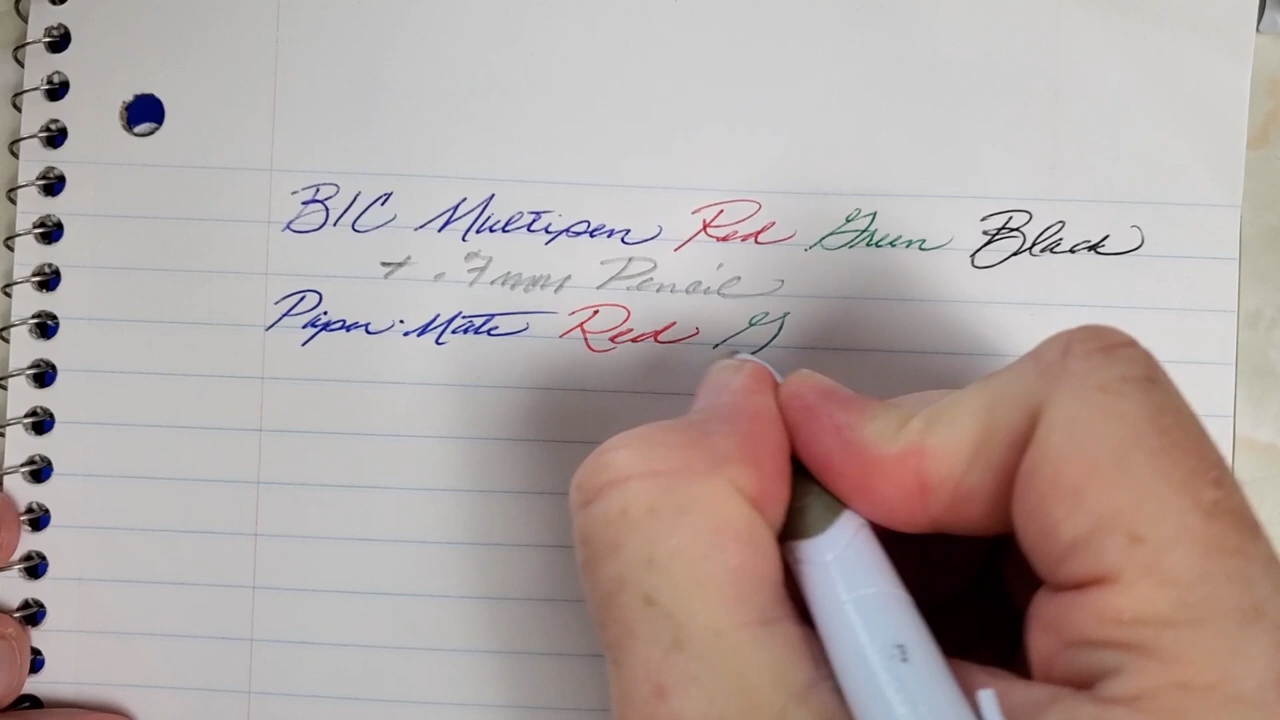 BIC Multipen Red Green Black
+ .7mm Pencil
Paper·Mate Red G